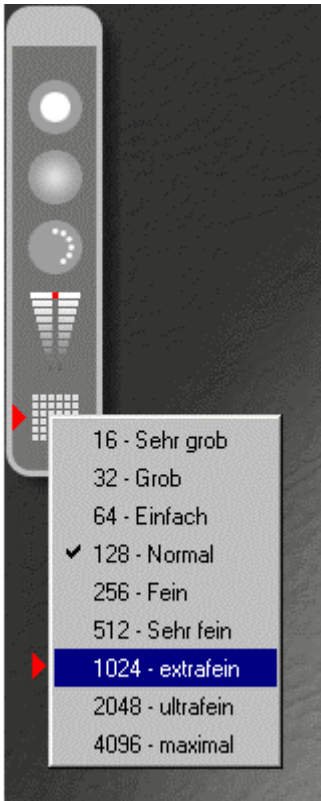 16 - Sehr grob
32 - Grob
64 - Einfach
128 - Normal
256 - Fein
512 - Sehr fein
1024 - extrafein
2048 - ultrafein
4096 - maximal